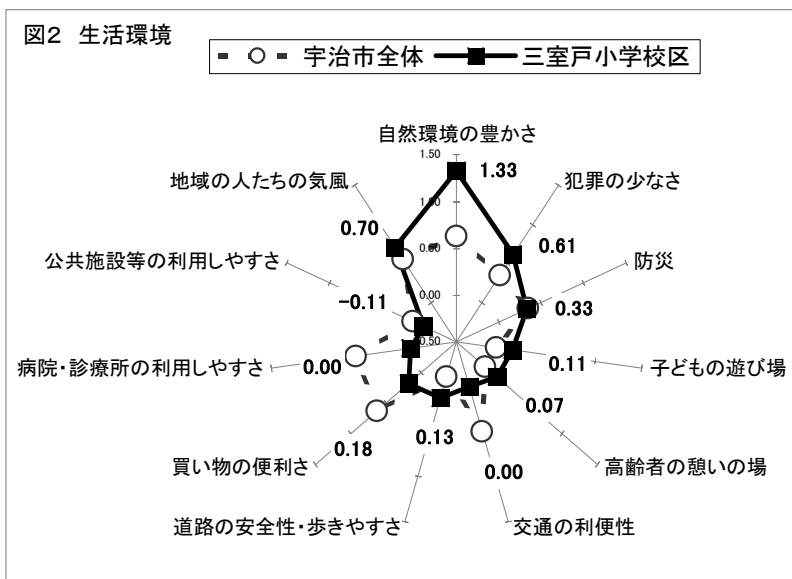 図2 生活環境
宇治市全体
三室戸小学校区
自然環境の豊かさ
1.50
1.33
地域の人たちの気風
犯罪の少なさ
1.00
0.70
0.61
0.50
公共施設等の利用しやすさ
防災
-0.11
0.00
0.33
病院・診療所の利用しやすさ
0.00
0.50
0.11
子どもの遊び場
0.07
買い物の便利さ
0.18
0.13
0.00
高齢者の憩いの場
道路の安全性・歩きやすさ
交通の利便性